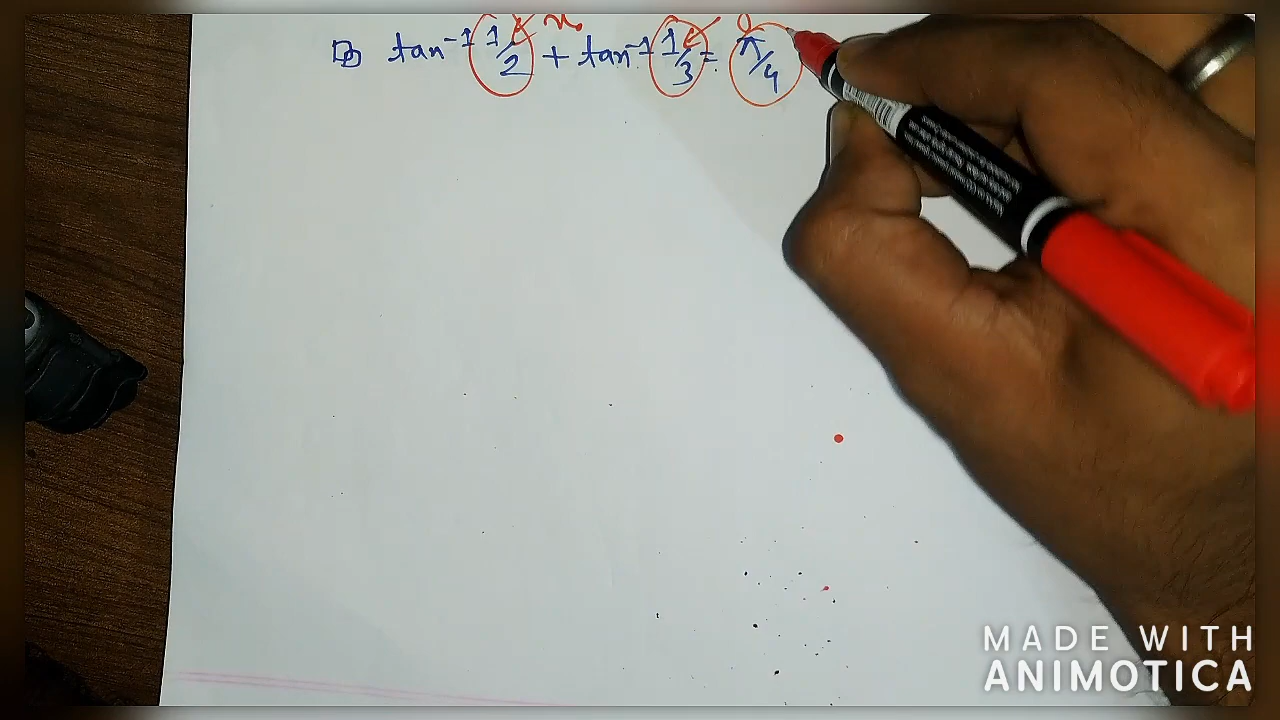 tan⁻¹ 1/2 + tan⁻¹ 1/3 = π/4
MADE WITH
ANIMOTICA